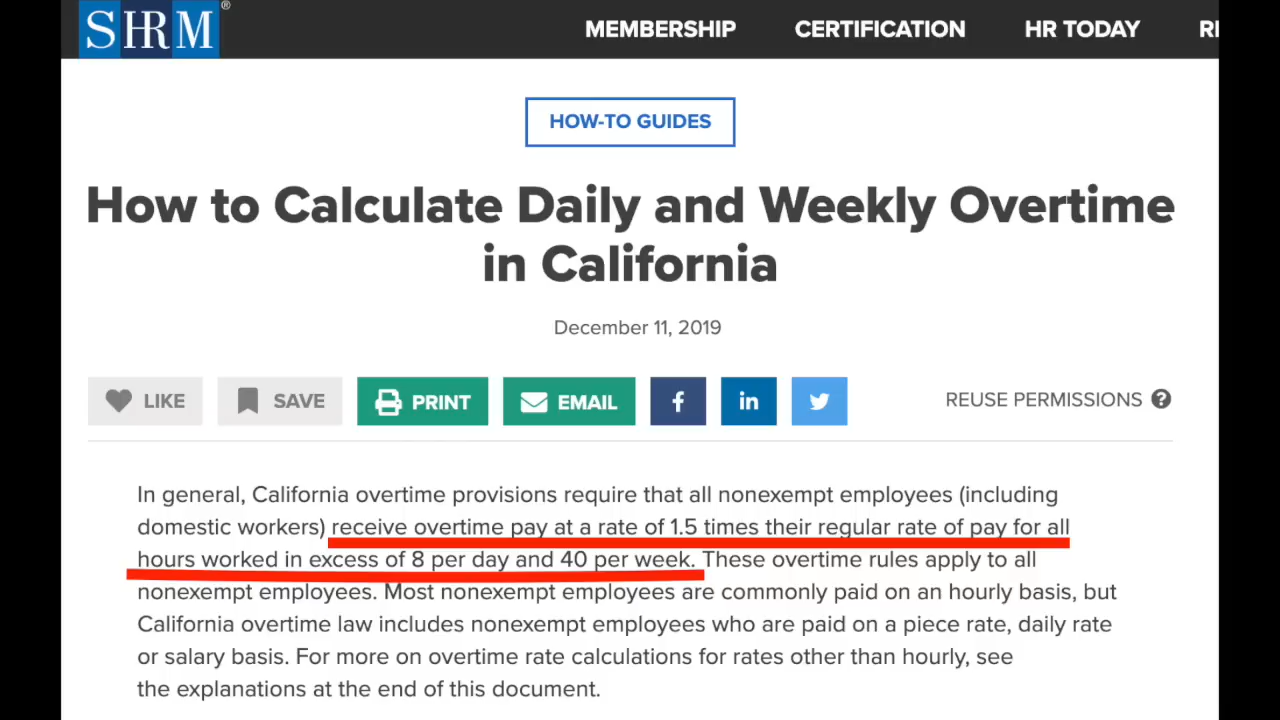 SHRM®
MEMBERSHIP CERTIFICATION HR TODAY
HOW-TO GUIDES
How to Calculate Daily and Weekly Overtime
in California
December 11, 2019
LIKE SAVE PRINT EMAIL f in REUSE PERMISSIONS ?
In general, California overtime provisions require that all nonexempt employees (including
domestic workers) receive overtime pay at a rate of 1.5 times their regular rate of pay for all
hours worked in excess of 8 per day and 40 per week. These overtime rules apply to all
nonexempt employees. Most nonexempt employees are commonly paid on an hourly basis, but
California overtime law includes nonexempt employees who are paid on a piece rate, daily rate
or salary basis. For more on overtime rate calculations for rates other than hourly, see
the explanations at the end of this document.